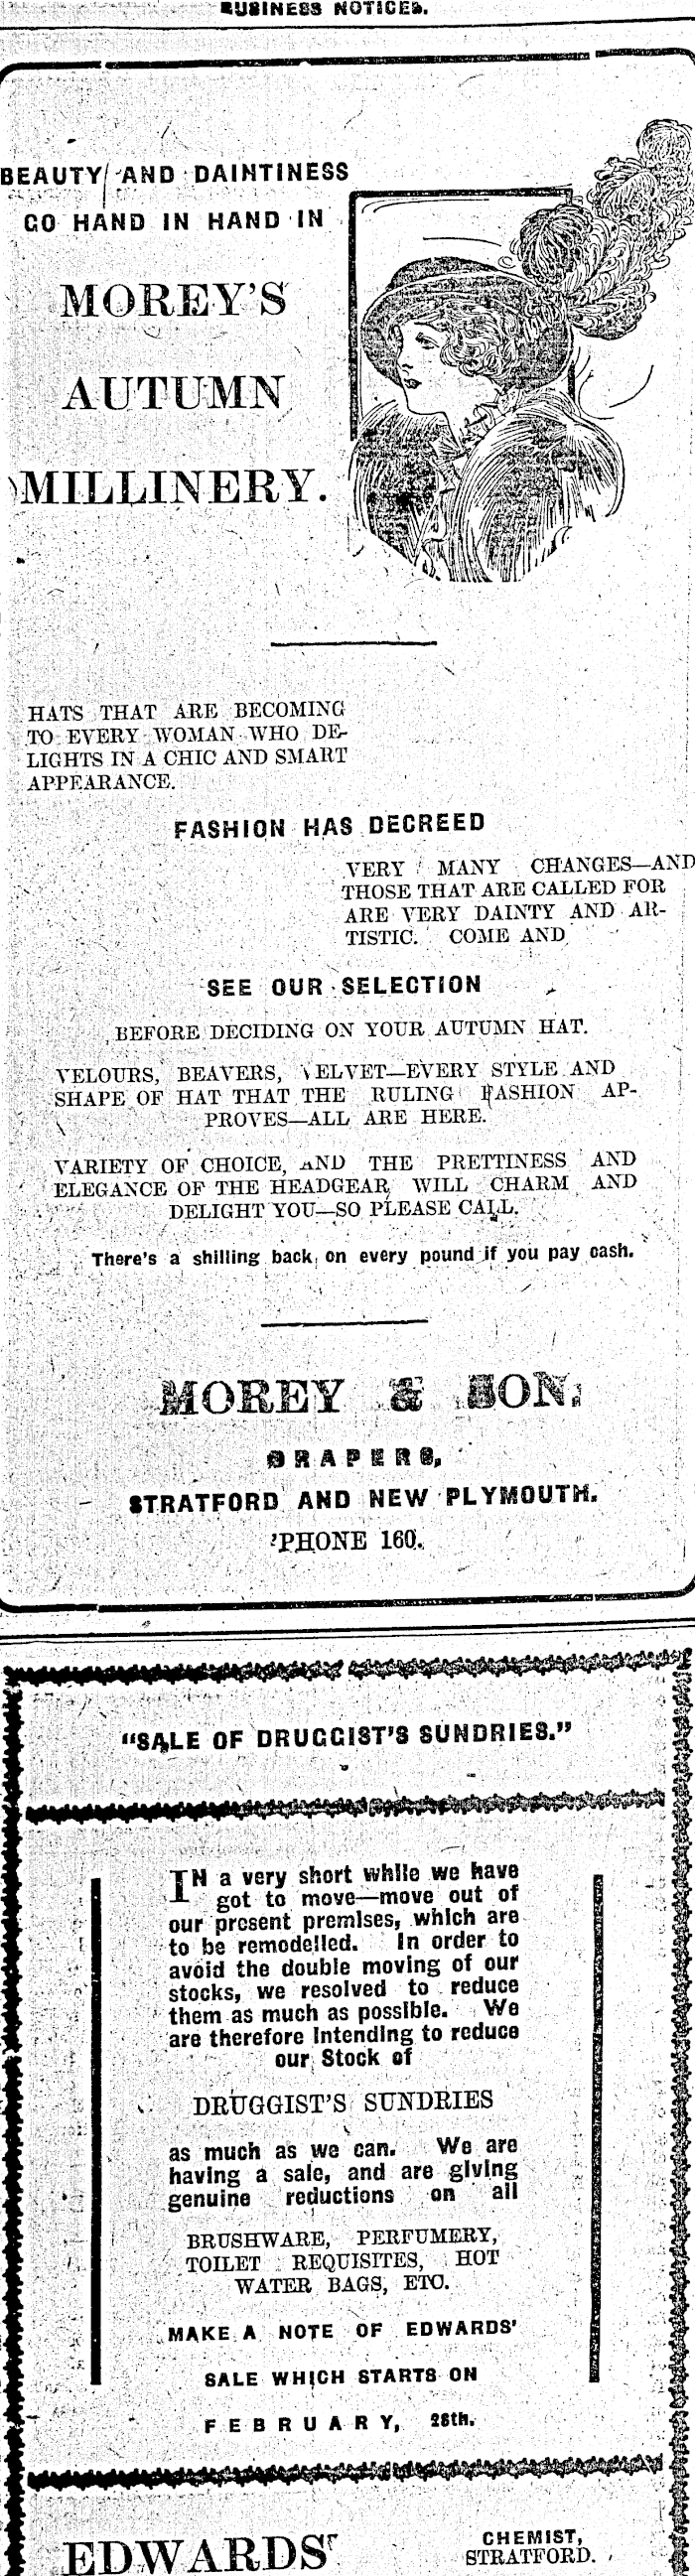 BUSINESS NOTICES.
BEAUTY AND DAINTINESS
GO HAND IN HAND IN
MOREY'S
AUTUMN
MILLINERY.
HATS THAT ARE BECOMING
TO EVERY WOMAN WHO DE-
LIGHTS IN A CHIC AND SMART
APPEARANCE.
FASHION HAS DECREED
VERY MANY CHANGES—AND
THOSE THAT ARE CALLED FOR
ARE VERY DAINTY AND AR-
TISTIC. COME AND
SEE OUR SELECTION
BEFORE DECIDING ON YOUR AUTUMN HAT.
VELOURS, BEAVERS, VELVET—EVERY STYLE AND
SHAPE OF HAT THAT THE RULING FASHION AP-
PROVES—ALL ARE HERE.
VARIETY OF CHOICE, AND THE PRETTINESS AND
ELEGANCE OF THE HEADGEAR WILL CHARM AND
DELIGHT YOU—SO PLEASE CALL.
There's a shilling back on every pound if you pay cash.
MOREY & SON,
DRAPERS,
STRATFORD AND NEW PLYMOUTH.
'PHONE 160.
"SALE OF DRUGGIST'S SUNDRIES."
IN a very short while we have
got to move—move out of
our present premises, which are
to be remodelled. In order to
avoid the double moving of our
stocks, we resolved to reduce
them as much as possible. We
are therefore intending to reduce
our Stock of
DRUGGIST'S SUNDRIES
as much as we can. We are
having a sale, and are giving
genuine reductions on all
BRUSHWARE, PERFUMERY,
TOILET REQUISITES, HOT
WATER BAGS, ETC.
MAKE A NOTE OF EDWARDS'
SALE WHICH STARTS ON
FEBRUARY, 28th.
EDWARDS'
CHEMIST,
STRATFORD.